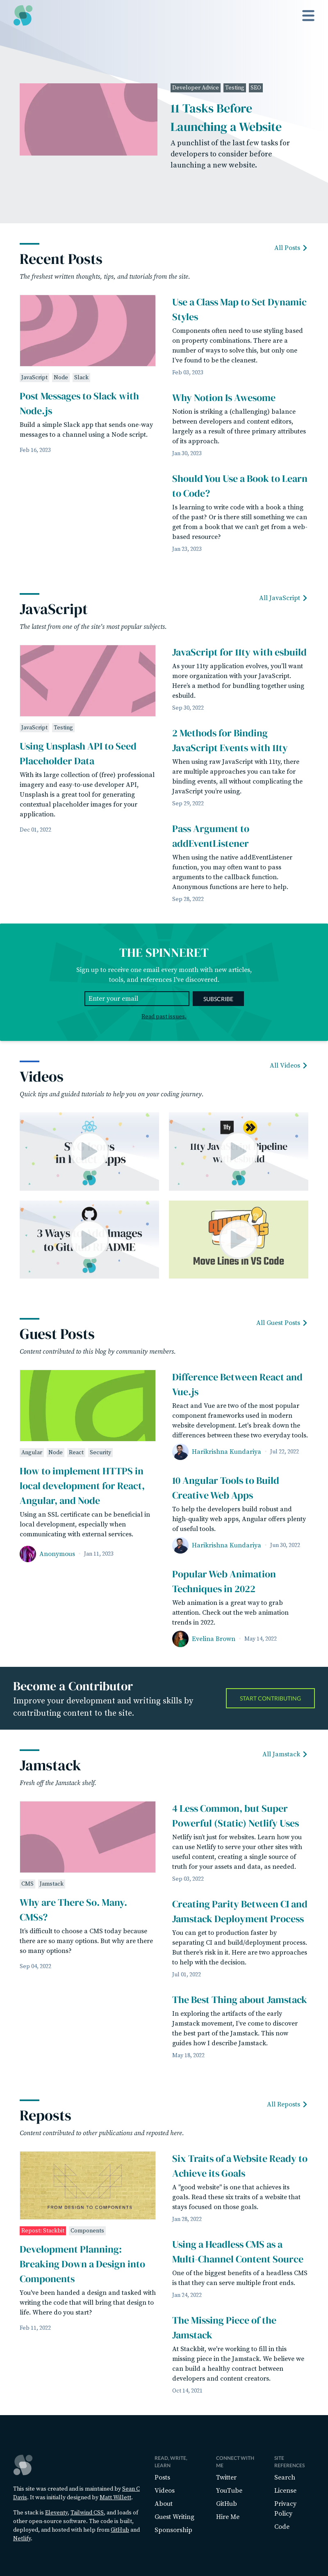 Developer Advice Testing SEO
11 Tasks Before
Launching a Website
A punchlist of the last few tasks for
developers to consider before
launching a new website.
All Posts
Recent Posts
The freshest written thoughts, tips, and tutorials from the site.
JavaScript Node Slack
Post Messages to Slack with
Node.js
Build a simple Slack app that sends one-way
messages to a channel using a Node script.
Feb 16, 2023
Use a Class Map to Set Dynamic
Styles
Components often need to use styling based
on property combinations. There are a
number of ways to solve this, but only one
I've found to be the cleanest.
Feb 03, 2023
Why Notion Is Awesome
Notion is striking a (challenging) balance
between developers and content editors,
largely as a result of these primary attributes
of its approach.
Jan 30, 2023
Should You Use a Book to Learn
to Code?
Is learning to write code with a book a thing
of the past? Or is there still something we can
get from a book that we can't get from a web-
based resource?
Jan 23, 2023
All JavaScript
JavaScript
The latest from one of the site's most popular subjects.
JavaScript Testing
Using Unsplash API to Seed
Placeholder Data
With its large collection of (free) professional
imagery and easy-to-use developer API,
Unsplash is a great tool for generating
contextual placeholder images for your
application.
Dec 01, 2022
JavaScript for 11ty with esbuild
As your 11ty application evolves, you'll want
more organization with your JavaScript.
Here's a method for bundling together using
esbuild.
Sep 30, 2022
2 Methods for Binding
JavaScript Events with 11ty
When using raw JavaScript with 11ty, there
are multiple approaches you can take for
binding events, all without complicating the
JavaScript you're using.
Sep 29, 2022
Pass Argument to
addEventListener
When using the native addEventListener
function, you may often want to pass
arguments to the callback function.
Anonymous functions are here to help.
Sep 28, 2022
THE SPINNERET
Sign up to receive one email every month with new articles,
tools, and references I've discovered.
Enter your email SUBSCRIBE
Read past issues.
All Videos
Videos
Quick tips and guided tutorials to help you on your coding journey.
11ty
Move Lines in VS Code
All Guest Posts
Guest Posts
Content contributed to this blog by community members.
Angular Node React Security
How to implement HTTPS in
local development for React,
Angular, and Node
Using an SSL certificate can be beneficial in
local development, especially when
communicating with external services.
Anonymous · Jan 11, 2023
Difference Between React and
Vue.js
React and Vue are two of the most popular
component frameworks used in modern
website development. Let's break down the
differences between these two everyday tools.
Harikrishna Kundariya · Jul 22, 2022
10 Angular Tools to Build
Creative Web Apps
To help the developers build robust and
high-quality web apps, Angular offers plenty
of useful tools.
Harikrishna Kundariya · Jun 30, 2022
Popular Web Animation
Techniques in 2022
Web animation is a great way to grab
attention. Check out the web animation
trends in 2022.
Evelina Brown · May 14, 2022
Become a Contributor
Improve your development and writing skills by
contributing content to the site.
START CONTRIBUTING
All Jamstack
Jamstack
Fresh off the Jamstack shelf.
CMS Jamstack
Why are There So. Many.
CMSs?
It's difficult to choose a CMS today because
there are so many options. But why are there
so many options?
Sep 04, 2022
4 Less Common, but Super
Powerful (Static) Netlify Uses
Netlify isn't just for websites. Learn how you
can use Netlify to serve your other sites with
useful content, creating a single source of
truth for your assets and data, as needed.
Sep 03, 2022
Creating Parity Between CI and
Jamstack Deployment Process
You can get to production faster by
separating CI and build/deployment process.
But there's risk in it. Here are two approaches
to help with the decision.
Jul 01, 2022
The Best Thing about Jamstack
In exploring the artifacts of the early
Jamstack movement, I've come to discover
the best part of the Jamstack. This now
guides how I describe Jamstack.
May 18, 2022
All Reposts
Reposts
Content contributed to other publications and reposted here.
FROM DESIGN TO COMPONENTS
Repost: Stackbit Components
Development Planning:
Breaking Down a Design into
Components
You've been handed a design and tasked with
writing the code that will bring that design to
life. Where do you start?
Feb 11, 2022
Six Traits of a Website Ready to
Achieve its Goals
A "good website" is one that achieves its
goals. Read these six traits of a website that
stays focused on those goals.
Jan 28, 2022
Using a Headless CMS as a
Multi-Channel Content Source
One of the biggest benefits of a headless CMS
is that they can serve multiple front ends.
Jan 24, 2022
The Missing Piece of the
Jamstack
At Stackbit, we're working to fill in this
missing piece in the Jamstack. We believe we
can build a healthy contract between
developers and content creators.
Oct 14, 2021
This site was created and is maintained by Sean C
Davis. It was initially designed by Matt Willett.
The stack is Eleventy, Tailwind CSS, and loads of
other open-source software. The code is built,
deployed, and hosted with help from GitHub and
Netlify.
READ, WRITE,
LEARN
Posts
Videos
About
Guest Writing
Sponsorship
CONNECT WITH
ME
Twitter
YouTube
GitHub
Hire Me
SITE
REFERENCES
Search
License
Privacy
Policy
Code